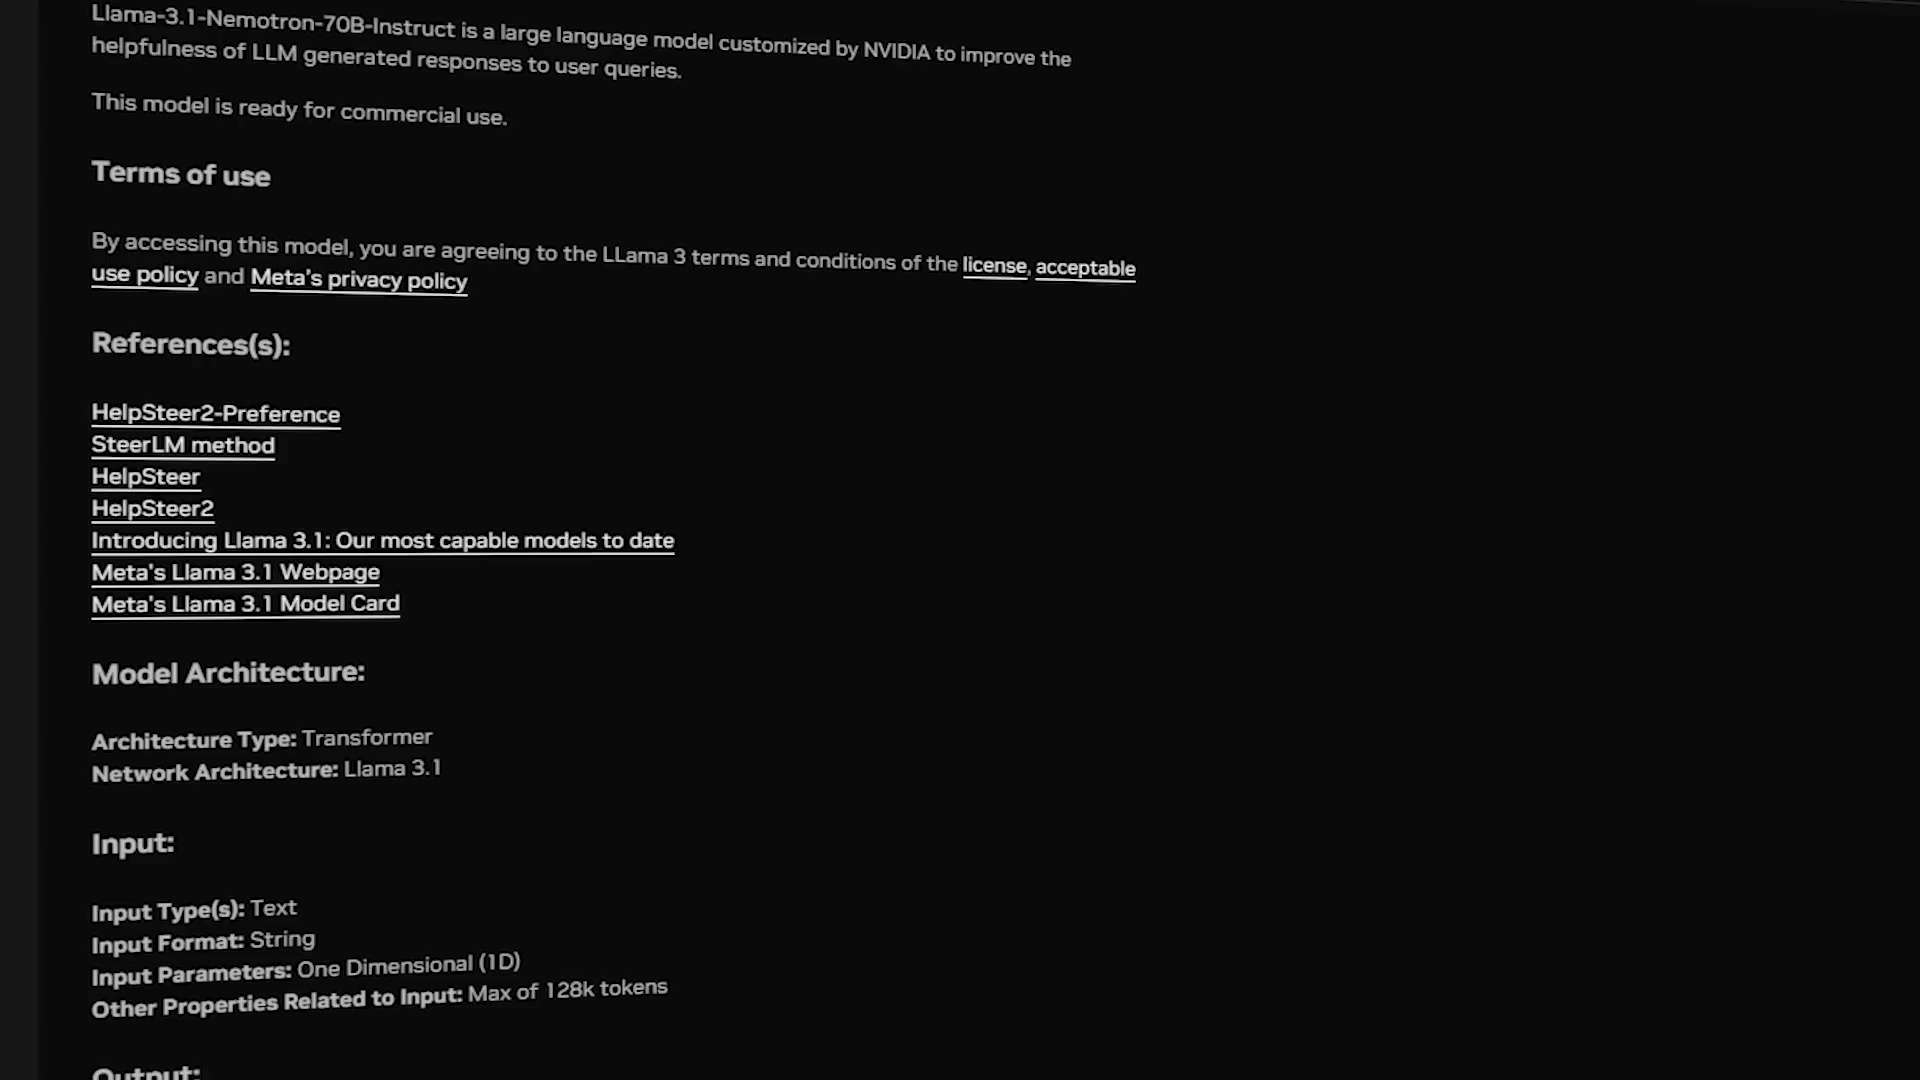 Llama-3.1-Nemotron-70B-Instruct is a large language model customized by NVIDIA to improve the
helpfulness of LLM generated responses to user queries.
This model is ready for commercial use.
Terms of use
By accessing this model, you are agreeing to the LLama 3 terms and conditions of the license, acceptable
use policy and Meta's privacy policy
References(s):
HelpSteer2-Preference
SteerLM method
HelpSteer
HelpSteer2
Introducing Llama 3.1: Our most capable models to date
Meta's Llama 3.1 Webpage
Meta's Llama 3.1 Model Card
Model Architecture:
Architecture Type: Transformer
Network Architecture: Llama 3.1
Input:
Input Type(s): Text
Input Format: String
Input Parameters: One Dimensional (1D)
Other Properties Related to Input: Max of 128k tokens
Output: